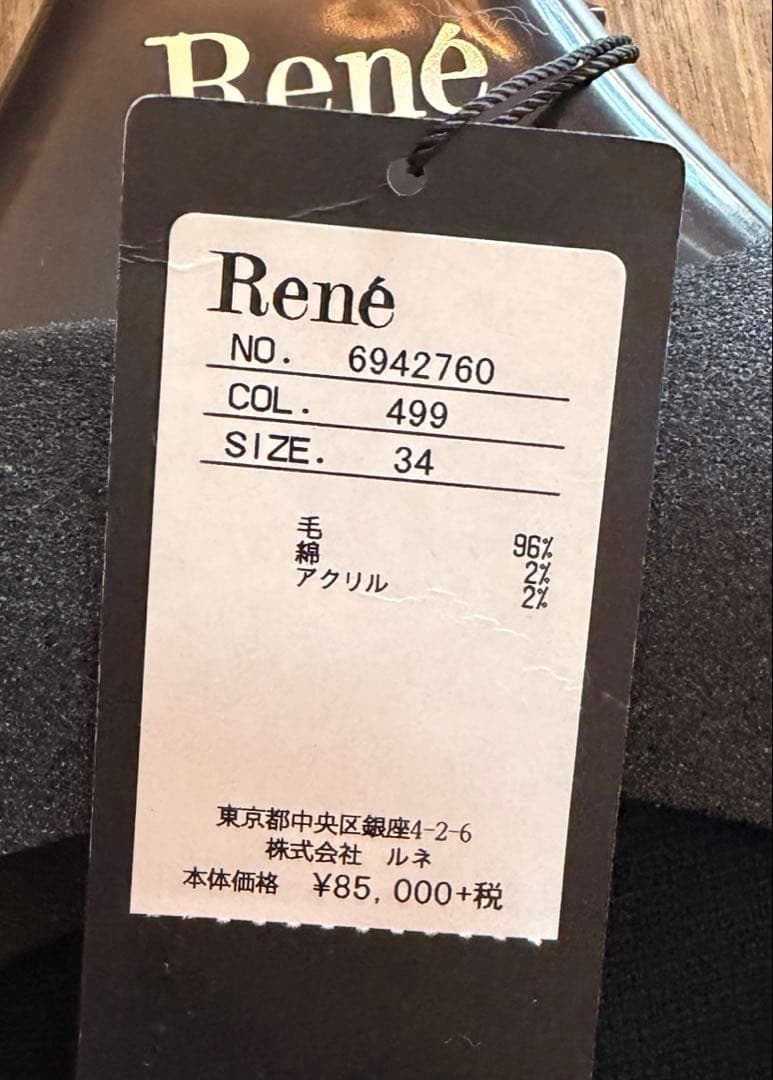 René
René
NO. 6942760
COL. 499
SIZE. 34
毛 96%
綿 2%
アクリル 2%
東京都中央区銀座4-2-6
株式会社 ルネ
本体価格 ¥85,000+税